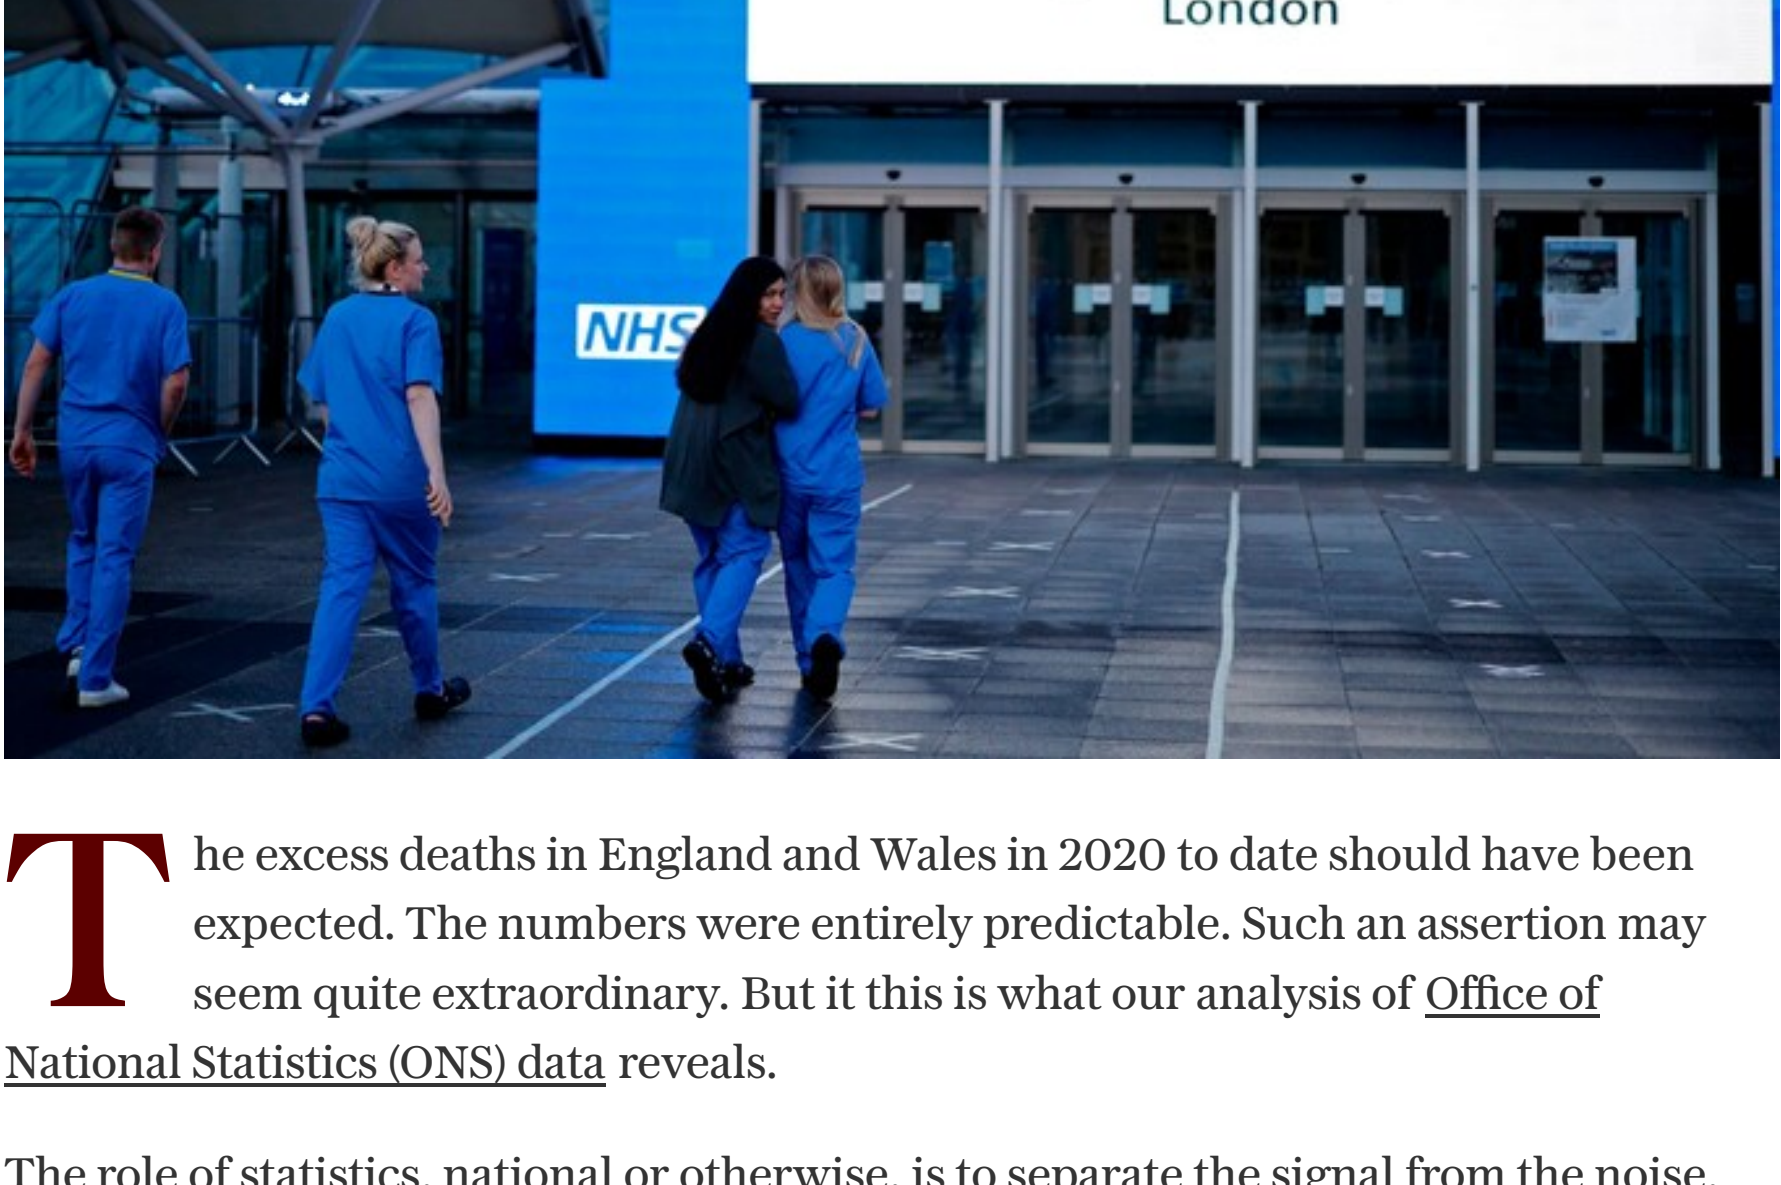 London
NHS
The excess deaths in England and Wales in 2020 to date should have been
expected. The numbers were entirely predictable. Such an assertion may
seem quite extraordinary. But it this is what our analysis of Office of
National Statistics (ONS) data reveals.
The role of statistics, national or otherwise, is to separate the signal from the noise.